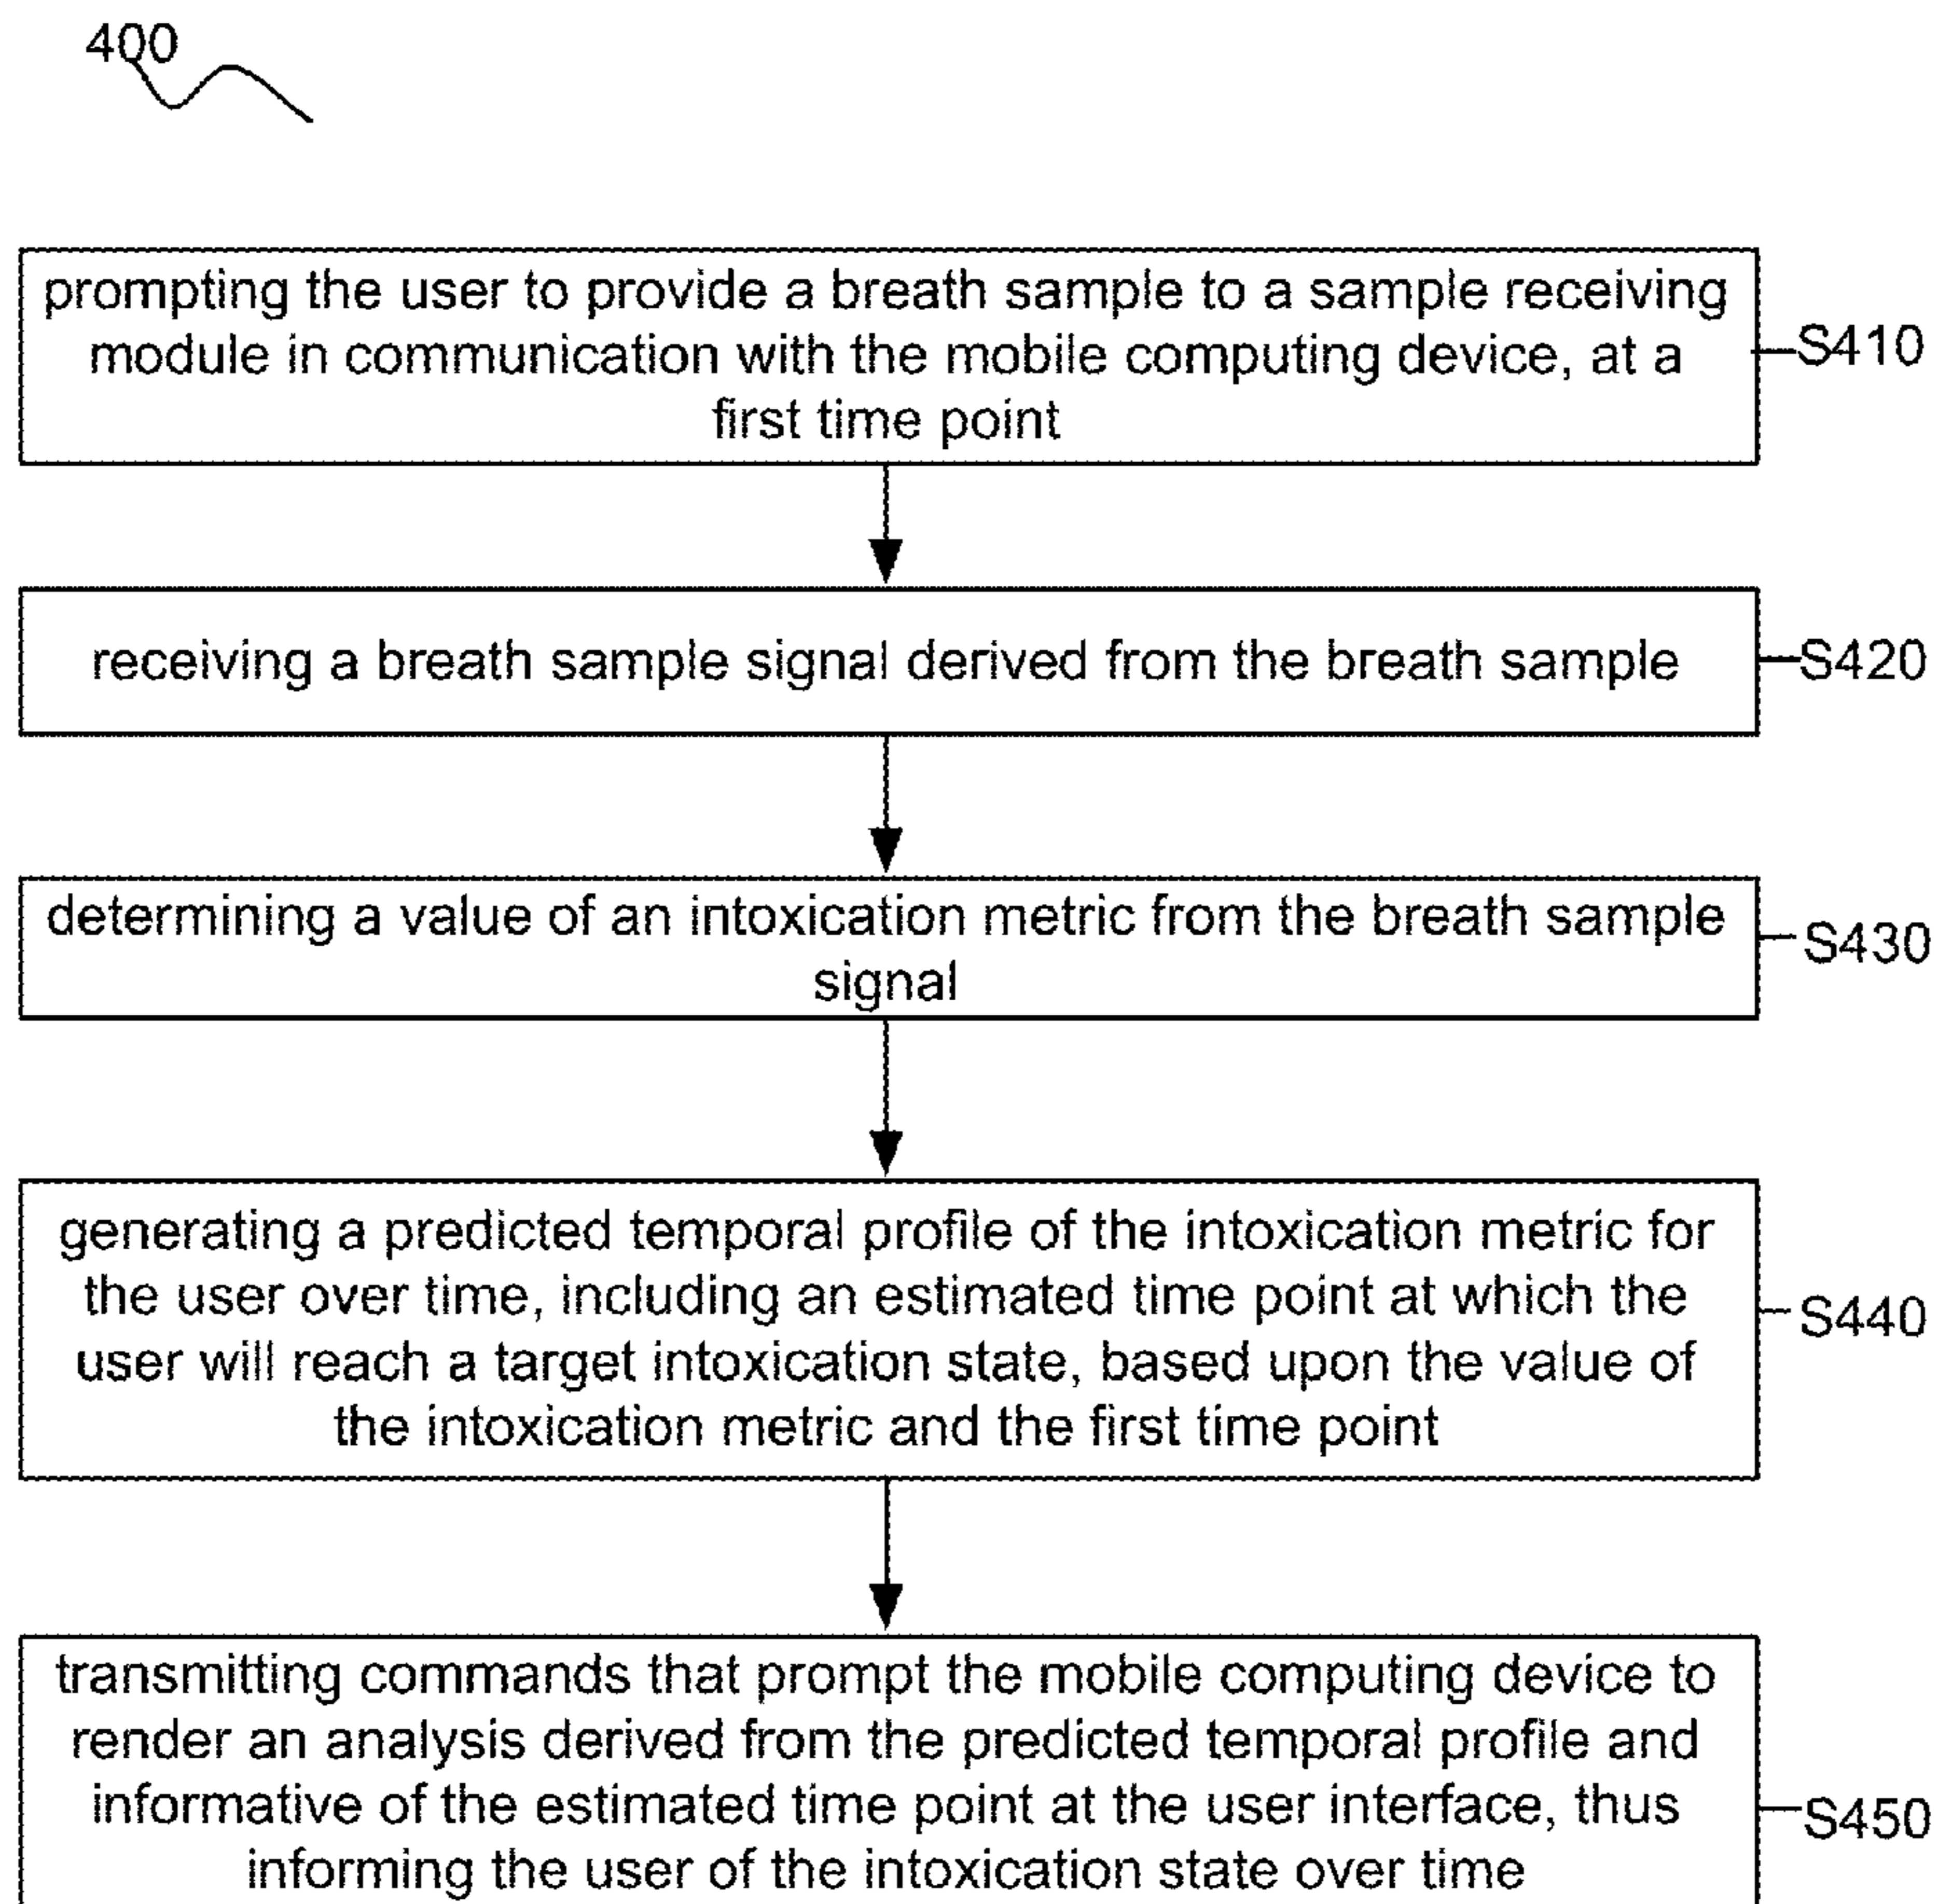 400
prompting the user to provide a breath sample to a sample receiving
module in communication with the mobile computing device, at a
first time point
S410
receiving a breath sample signal derived from the breath sample
S420
determining a value of an intoxication metric from the breath sample
signal
S430
generating a predicted temporal profile of the intoxication metric for
the user over time, including an estimated time point at which the
user will reach a target intoxication state, based upon the value of
the intoxication metric and the first time point
S440
transmitting commands that prompt the mobile computing device to
render an analysis derived from the predicted temporal profile and
informative of the estimated time point at the user interface, thus
informing the user of the intoxication state over time
S450